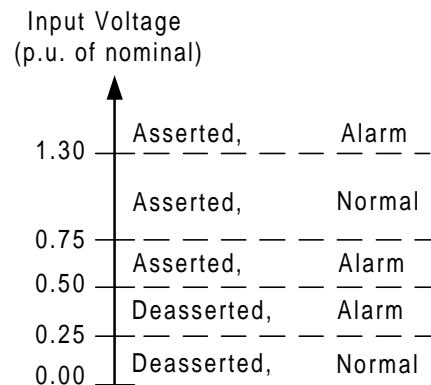 Input Voltage
(p.u. of nominal)
Asserted, Alarm
1.30
Asserted, Normal
0.75
Asserted, Alarm
0.50
Deasserted, Alarm
0.25
Deasserted, Normal
0.00